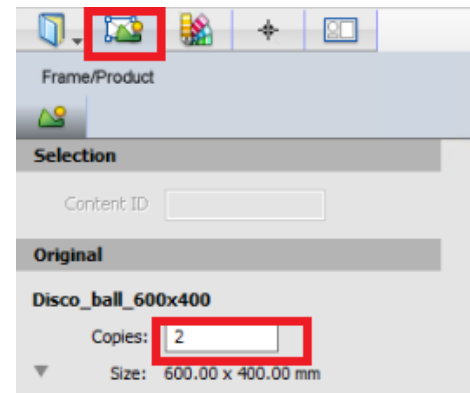 Frame/Product
Selection
Content ID
Original
Disco_ball_600x400
Copies: 2
Size: 600.00 x 400.00 mm